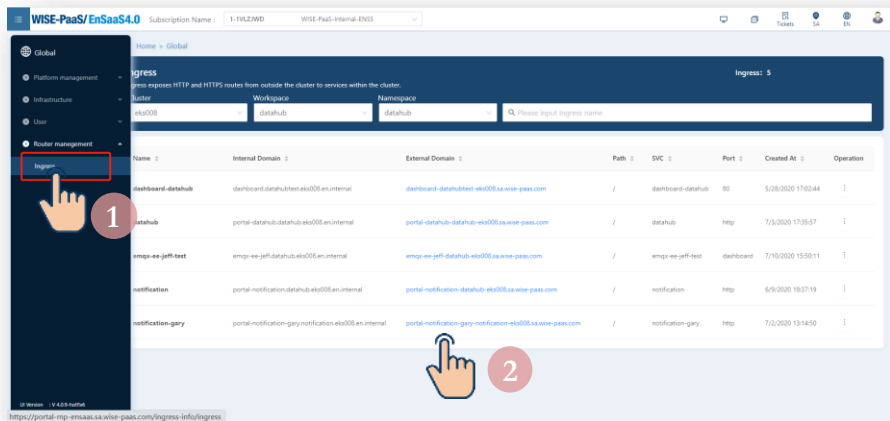 WISE-PaaS/EnSaaS4.0 Subscription Name : 1-1VLZJWD WISE-PaaS-Internal-ENSS Tickets SA EN
Global
Home > Global
Platform management
Infrastructure
User
Router management
Ingress
ngress
Ingress: 5
gress exposes HTTP and HTTPS routes from outside the cluster to services within the cluster.
luster Workspace Namespace
eks008 datahub datahub Please input Ingress name
Name Internal Domain External Domain Path SVC Port Created At Operation
dashboard-datahub dashboard.datahubtest.eks008.en.internal dashboard-datahubtest-eks008.sa.wise-paas.com / dashboard-datahub 80 5/28/2020 17:02:44
datahub portal-datahub.datahub.eks008.en.internal portal-datahub-datahub-eks008.sa.wise-paas.com / datahub http 7/3/2020 17:35:57
emqx-ee-jeff-test emqx-ee-jeff.datahub.eks008.en.internal emqx-ee-jeff-datahub-eks008.sa.wise-paas.com / emqx-ee-jeff-test dashboard 7/10/2020 15:50:11
notification portal-notification.datahub.eks008.en.internal portal-notification-datahub-eks008.sa.wise-paas.com / notification http 6/9/2020 18:37:19
notification-gary portal-notification-gary.notification.eks008.en.internal portal-notification-gary-notification-eks008.sa.wise-paas.com / notification-gary http 7/2/2020 13:14:50
1
2
UI Version : V 4.0.9-hotfix6
https://portal-mp-ensaas.sa.wise-paas.com/ingress-info/ingress